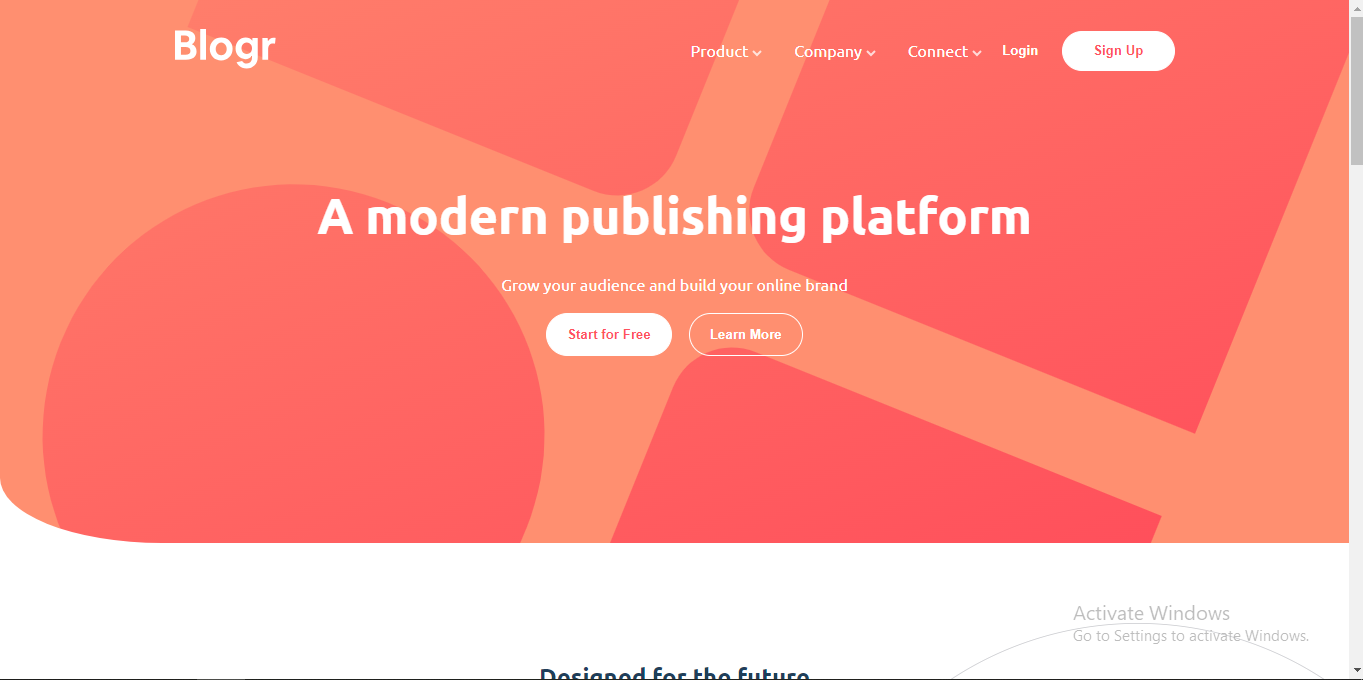 Blogr
Product Company Connect Login Sign Up
A modern publishing platform
Grow your audience and build your online brand
Start for Free Learn More
Activate Windows
Go to Settings to activate Windows.
Designed for the future